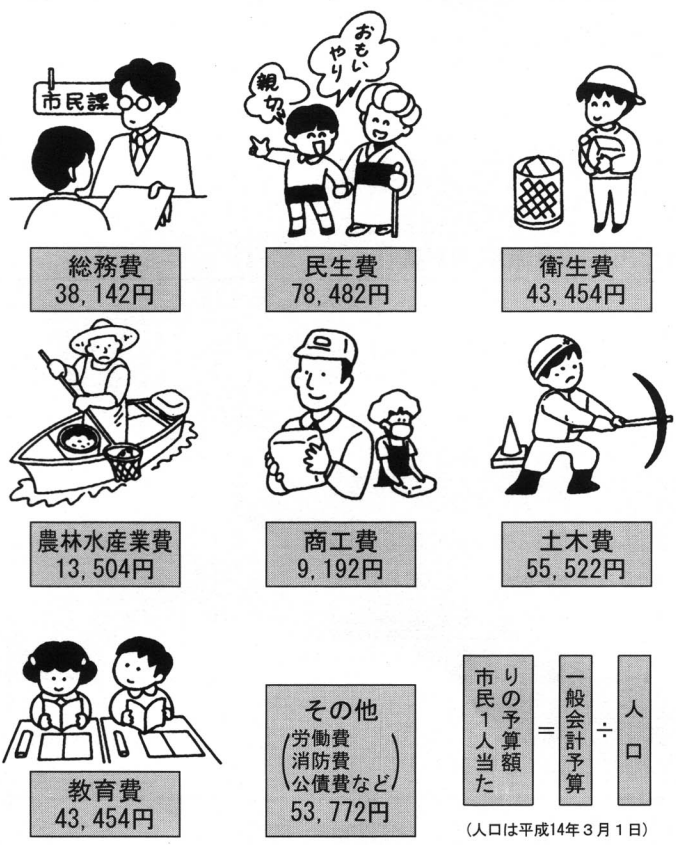 市民課
親切
おもい
やり
総務費
38,142円
民生費
78,482円
衛生費
43,454円
農林水産業費
13,504円
商工費
9,192円
土木費
55,522円
教育費
43,454円
その他
(労働費
消防費
公債費など)
53,772円
市民1人当た
りの予算額
=
一般会計予算
÷
人口
(人口は平成14年3月1日)